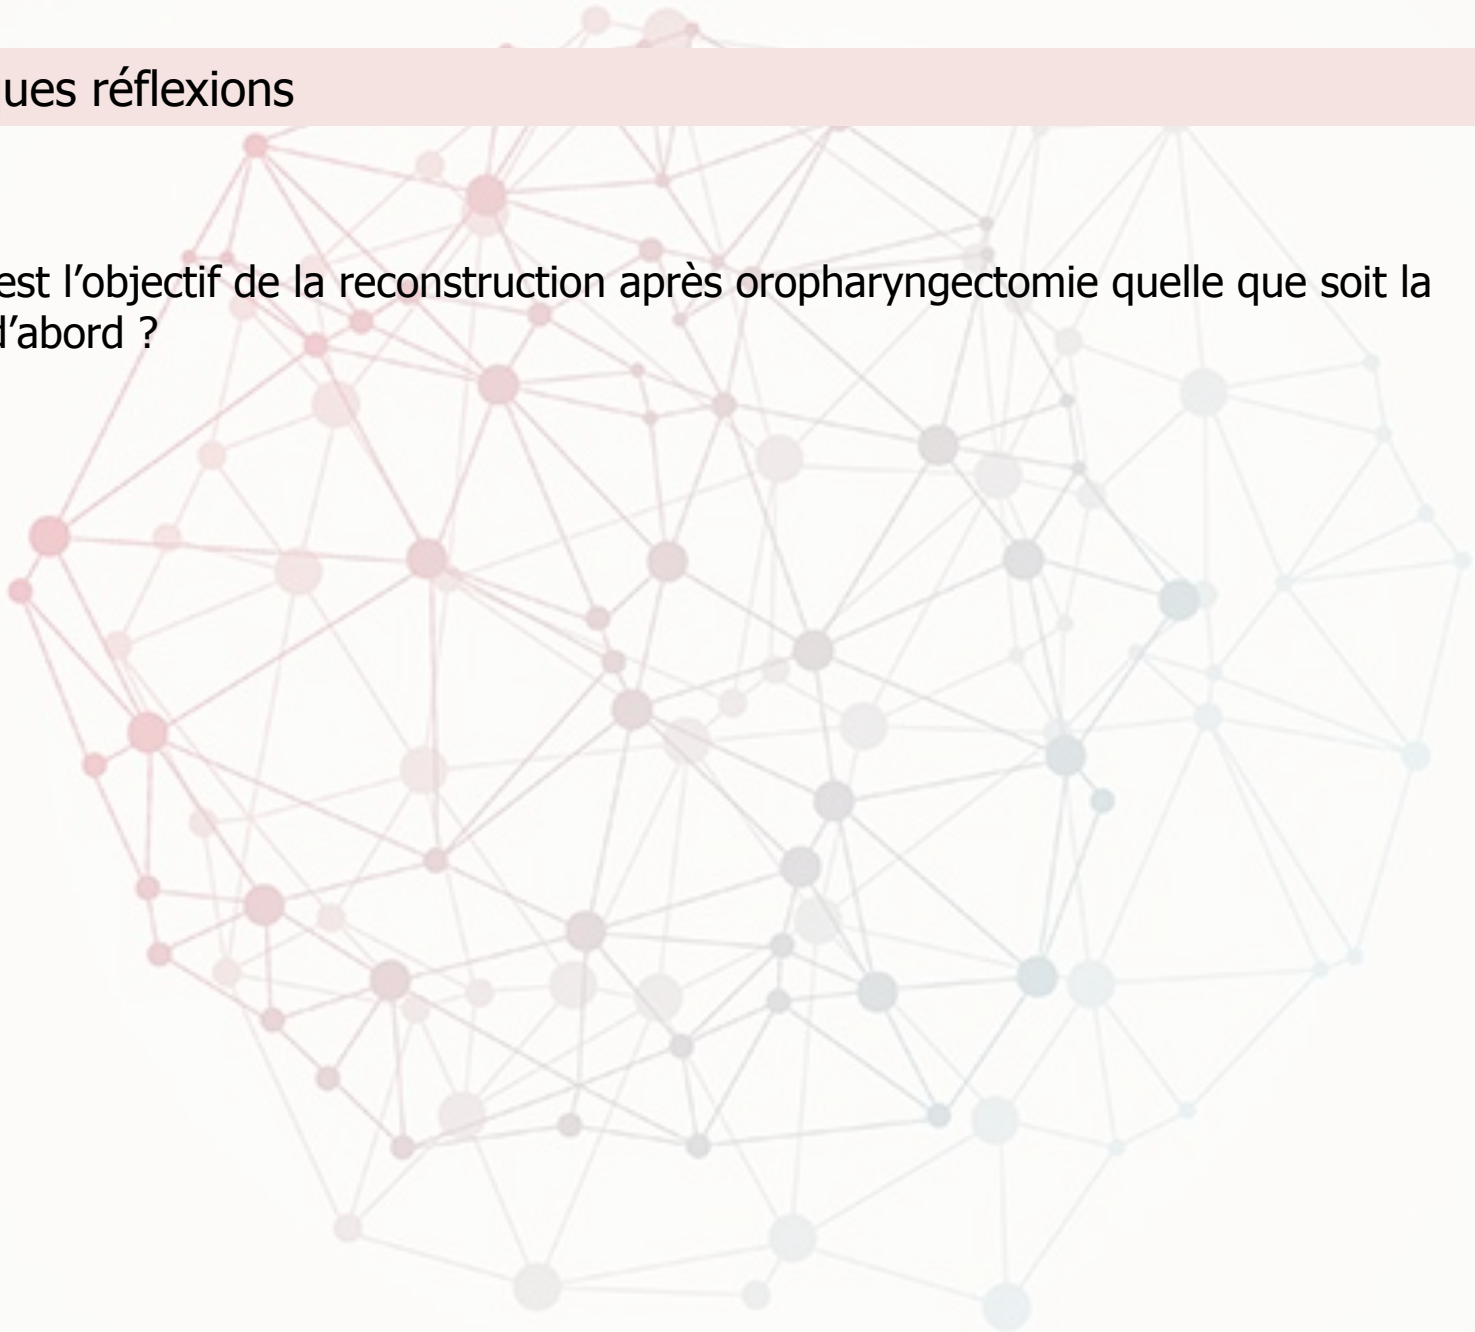 ues réflexions
est l’objectif de la reconstruction après oropharyngectomie quelle que soit la
d’abord ?